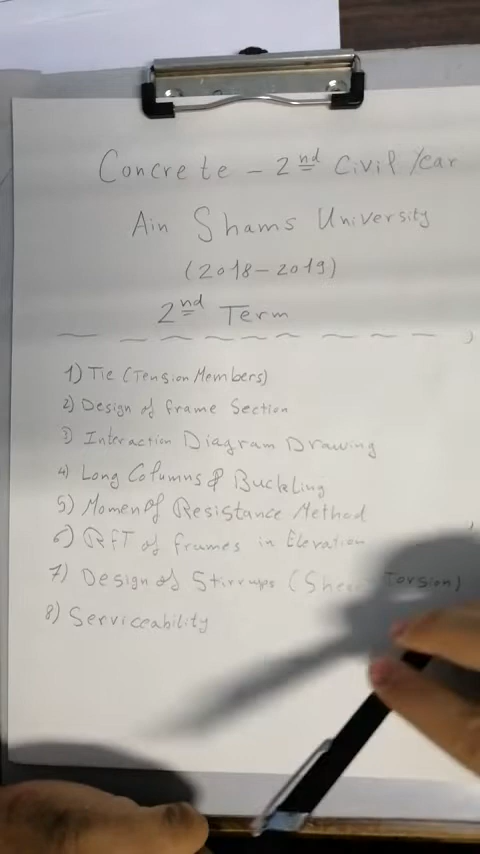 Concrete - 2nd Civil Year
Ain Shams University
(2018-2019)
2nd Term
1) Tie (Tension Members)
2) Design of frame Section
3) Interaction Diagram Drawing
4) Long Columns & Buckling
5) Moment of Resistance Method
6) RFT of frames in Elevation
7) Design of Stirrups (Shear Torsion)
8) Serviceability